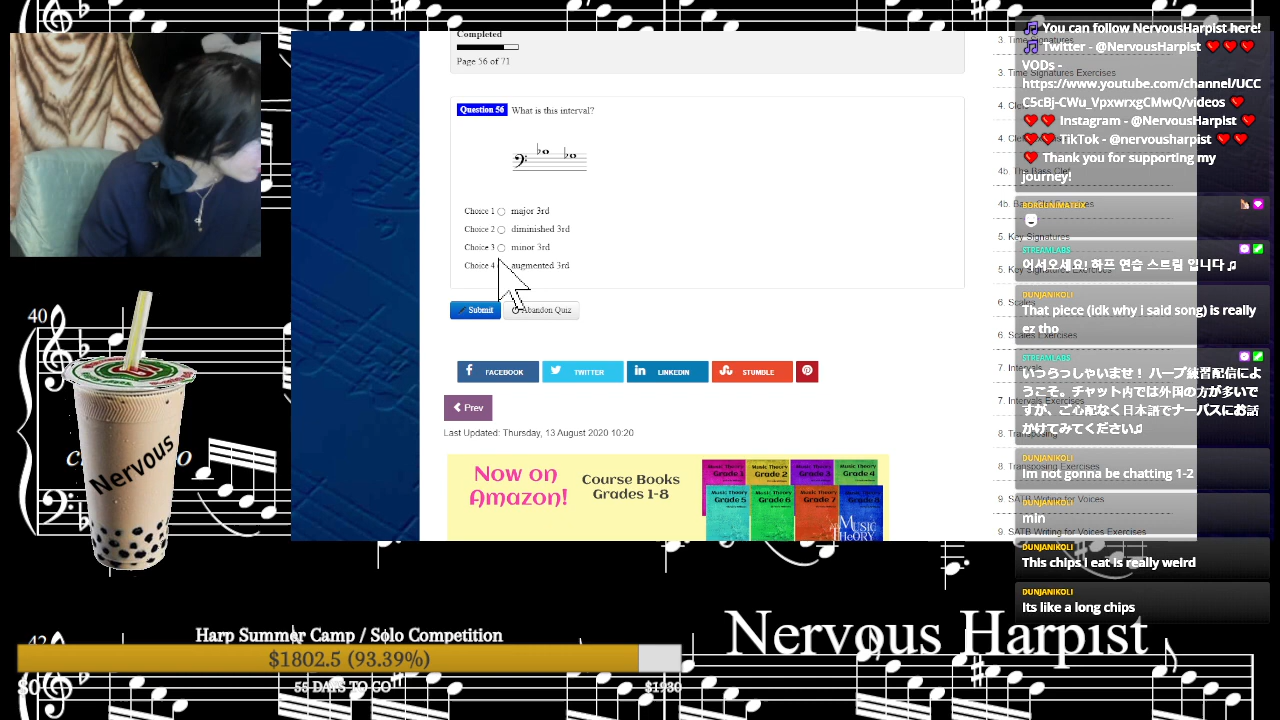 Completed
Page 56 of 71
Question 56 What is this interval?
Choice 1 major 3rd
Choice 2 diminished 3rd
Choice 3 minor 3rd
Choice 4 augmented 3rd
Submit
Abandon Quiz
FACEBOOK
TWITTER
LINKEDIN
STUMBLE
Prev
Last Updated: Thursday, 13 August 2020 10:20
Now on
Amazon!
Course Books
Grades 1-8
Music Theory
Grade 1
Music Theory
Grade 2
Music Theory
Grade 3
Music Theory
Grade 4
Music Theory
Grade 5
Music Theory
Grade 6
Music Theory
Grade 7
Music Theory
Grade 8
MUSIC
THEORY
3. Time Signatures
3. Time Signatures Exercises
4b. The Bass Clef
5. Key Signatures
5. Key Signatures Exercises
6. Scales
6. Scales Exercises
7. Intervals
7. Intervals Exercises
8. Transposing
8. Transposing Exercises
9. SATB Writing for Voices
9. SATB Writing for Voices Exercises
🎵 You can follow NervousHarpist here!
🎵 Twitter - @NervousHarpist ❤️❤️❤️
VODs -
https://www.youtube.com/channel/UCC
C5cBj-CWu_VpxwrxgCMwQ/videos ❤️
❤️❤️ Instagram - @NervousHarpist ❤️
❤️❤️ TikTok - @nervousharpist ❤️❤️
❤️ Thank you for supporting my
journey!
STREAMLABS
어서오세요! 하프 연습 스트림 입니다 ♫
DUNJANIKOLI
That piece (idk why i said song) is really
ez tho
STREAMLABS
いつらっしゃいませ！ ハープ練習配信によ
うこそ。チャット内では外国の方が多いで
すが、ご心配なく日本語でナーバスにお話
かけてみてください♫
DUNJANIKOLI
Im not gonna be chatting 1-2
DUNJANIKOLI
min
DUNJANIKOLI
This chips i eat is really weird
DUNJANIKOLI
Its like a long chips
40
NERVOUS
42
Harp Summer Camp / Solo Competition
$1802.5 (93.39%)
$0
55 DAYS TO GO
$1930
Nervous Harpist